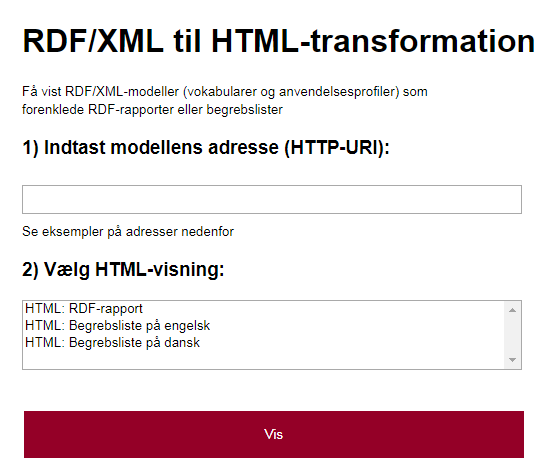 RDF/XML til HTML-transformation
Få vist RDF/XML-modeller (vokabularer og anvendelsesprofiler) som
forenklede RDF-rapporter eller begrebslister
1) Indtast modellens adresse (HTTP-URI):
Se eksempler på adresser nedenfor
2) Vælg HTML-visning:
HTML: RDF-rapport
HTML: Begrebsliste på engelsk
HTML: Begrebsliste på dansk
Vis